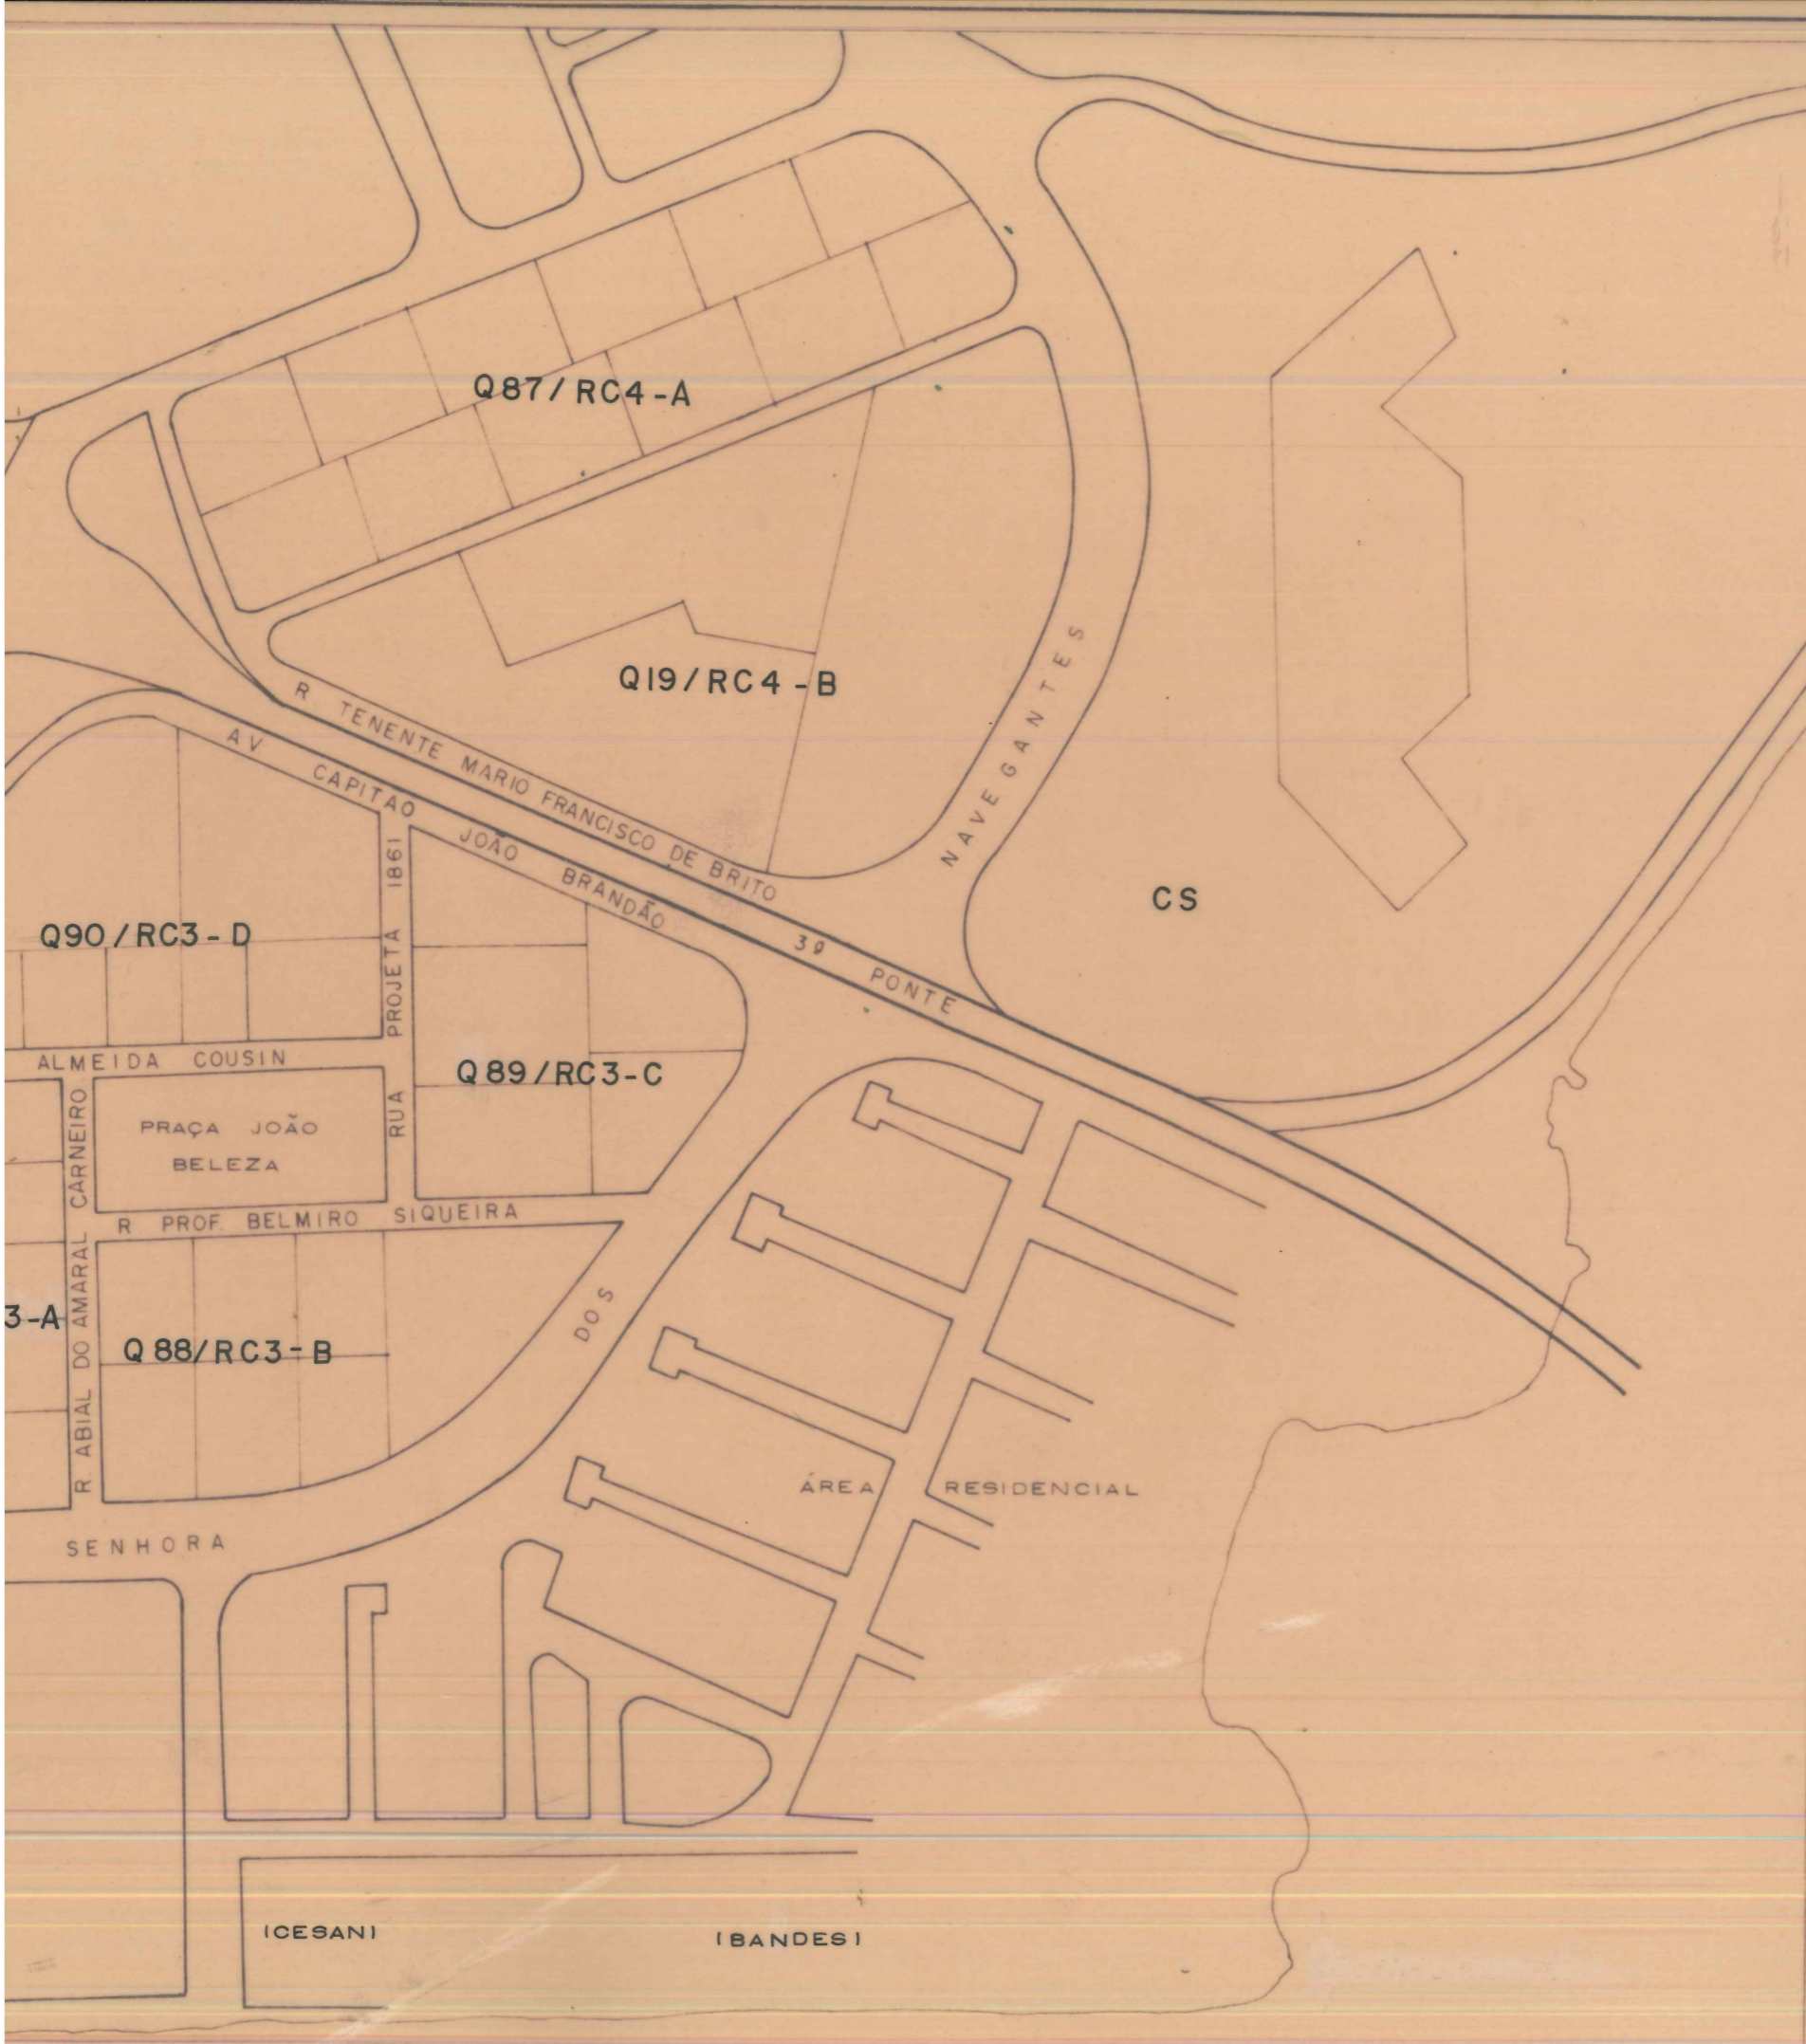 Q87/RC4-A
Q19/RC4-B
R TENENTE MARIO FRANCISCO DE BRITO
AV CAPITAO JOÃO BRANDÃO
3ª PONTE
NAVEGANTES
CS
Q90/RC3-D
RUA PROJETA 1861
ALMEIDA COUSIN
Q89/RC3-C
PRAÇA JOÃO
BELEZA
R PROF. BELMIRO SIQUEIRA
R. ABIAL DO AMARAL CARNEIRO
3-A
Q88/RC3-B
DOS
ÁREA RESIDENCIAL
SENHORA
(CESAN)
(BANDES)